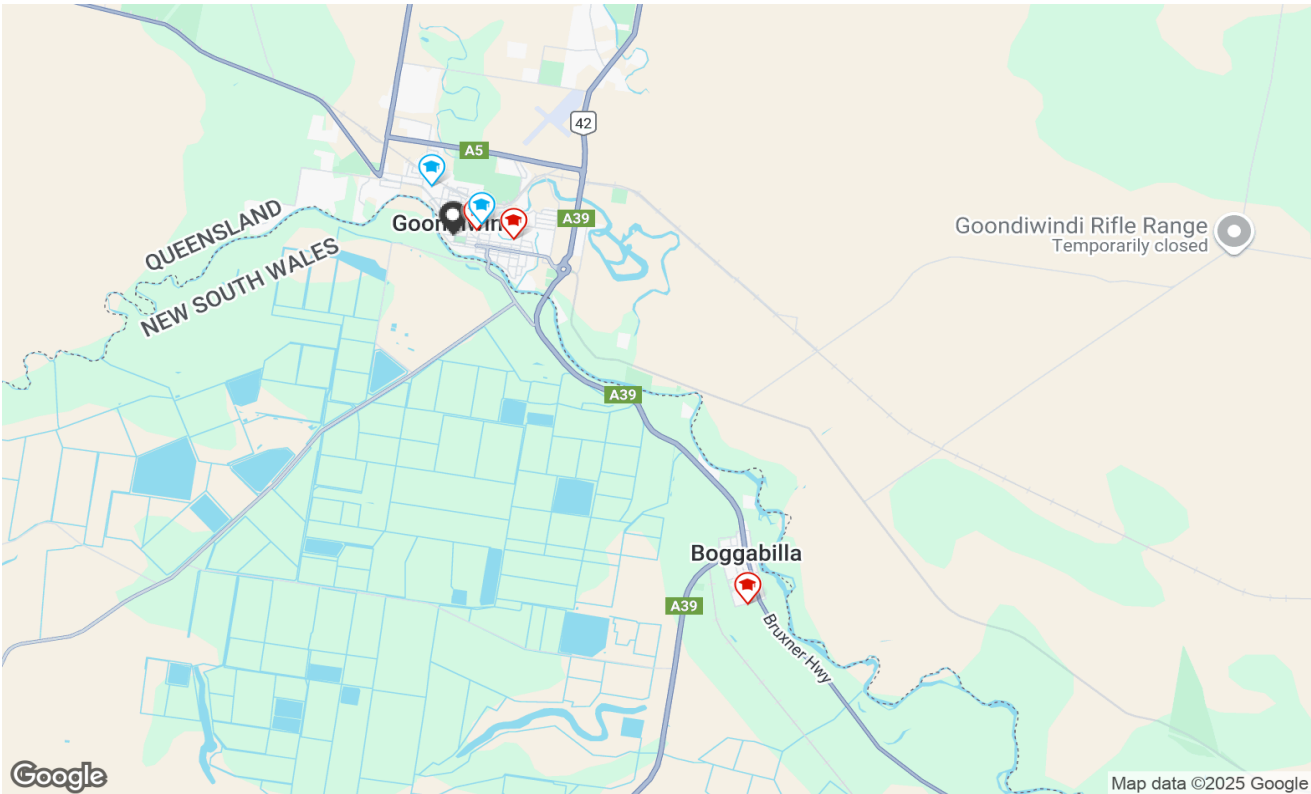 42
A5
Goondiwin
A39
QUEENSLAND
NEW SOUTH WALES
Goondiwindi Rifle Range
Temporarily closed
A39
Boggabilla
A39
Bruxner Hwy
Google
Map data ©2025 Google